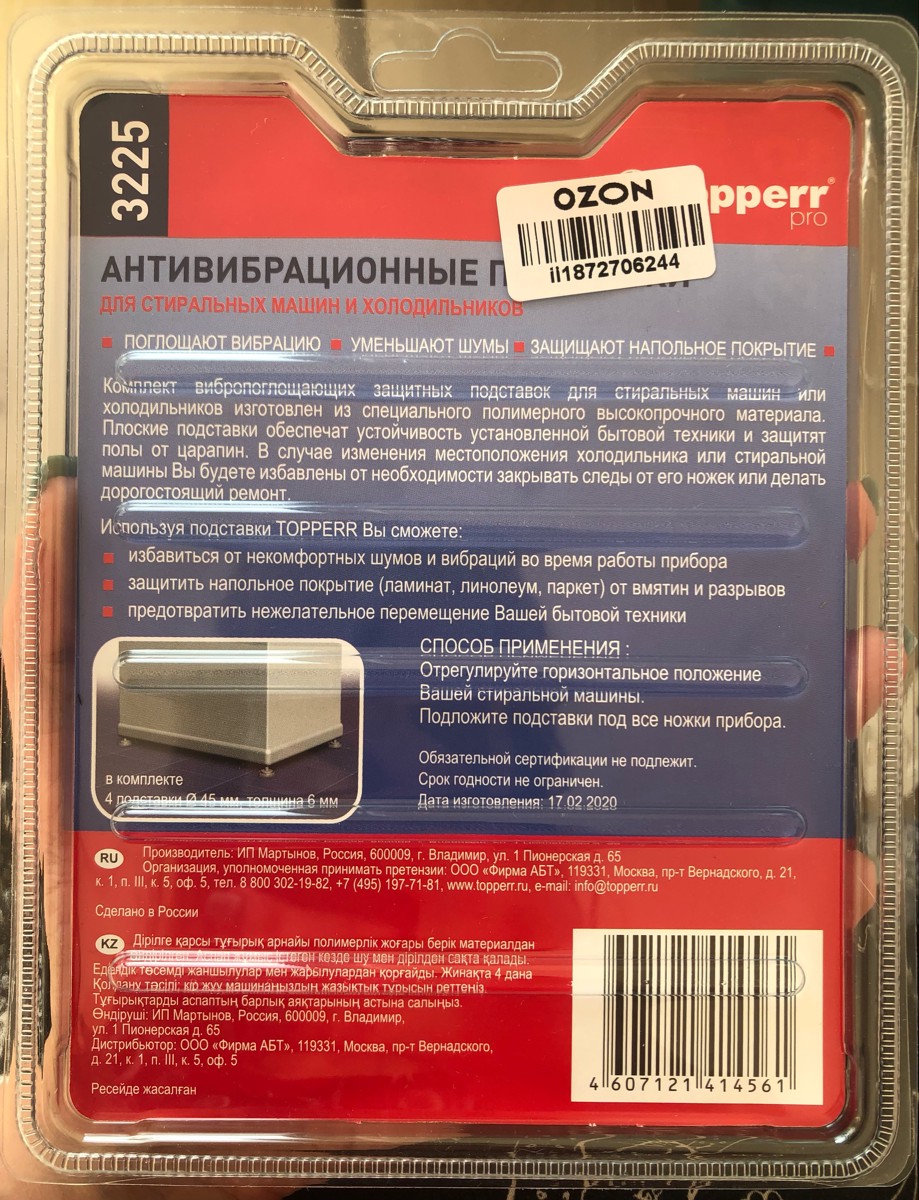 3225
OZON
ii1872706244
pperr
pro
АНТИВИБРАЦИОННЫЕ
ДЛЯ СТИРАЛЬНЫХ МАШИН И ХОЛОДИЛЬНИКОВ
ПОГЛОЩАЮТ ВИБРАЦИЮ ■ УМЕНЬШАЮТ ШУМЫ ■ ЗАЩИЩАЮТ НАПОЛЬНОЕ ПОКРЫТИЕ
Комплект вибропоглощающих защитных подставок для стиральных машин или
холодильников изготовлен из специального полимерного высокопрочного материала.
Плоские подставки обеспечат устойчивость установленной бытовой техники и защитят
полы от царапин. В случае изменения местоположения холодильника или стиральной
машины Вы будете избавлены от необходимости закрывать следы от его ножек или делать
дорогостоящий ремонт.
Используя подставки TOPPERR Вы сможете:
избавиться от некомфортных шумов и вибраций во время работы прибора
защитить напольное покрытие (ламинат, линолеум, паркет) от вмятин и разрывов
предотвратить нежелательное перемещение Вашей бытовой техники
СПОСОБ ПРИМЕНЕНИЯ :
Отрегулируйте горизонтальное положение
Вашей стиральной машины.
Подложите подставки под все ножки прибора.
Обязательной сертификации не подлежит.
Срок годности не ограничен.
Дата изготовления: 17.02.2020
в комплекте
4 подставки Ø 45 мм, толщина 6 мм
RU Производитель: ИП Мартынов, Россия, 600009, г. Владимир, ул. 1 Пионерская д. 65
Организация, уполномоченная принимать претензии: ООО «Фирма АБТ», 119331, Москва, пр-т Вернадского, д. 21,
к. 1, п. III, к. 5, оф. 5, тел. 8 800 302-19-82, +7 (495) 197-71-81, www.topperr.ru, e-mail: info@topperr.ru
Сделано в России
KZ Дірілге қарсы тұғырық арнайы полимерлік жоғары берік материалдан
істеген кезде шу мен дірілден сақта қалады.
Едендік төсемді жаншылулар мен жарылулардан қорғайды. Жинақта 4 дана
Қолдану тәсілі: кір жуу машинаңыздың жазықтық тұрысын реттеңіз.
Тұғырықтарды аспаптың барлық аяқтарының астына салыңыз.
Өндіруші: ИП Мартынов, Россия, 600009, г. Владимир,
ул. 1 Пионерская д. 65
Дистрибьютор: ООО «Фирма АБТ», 119331, Москва, пр-т Вернадского,
д. 21, к. 1, п. III, к. 5, оф. 5
Ресейде жасалған
4 607121 414561